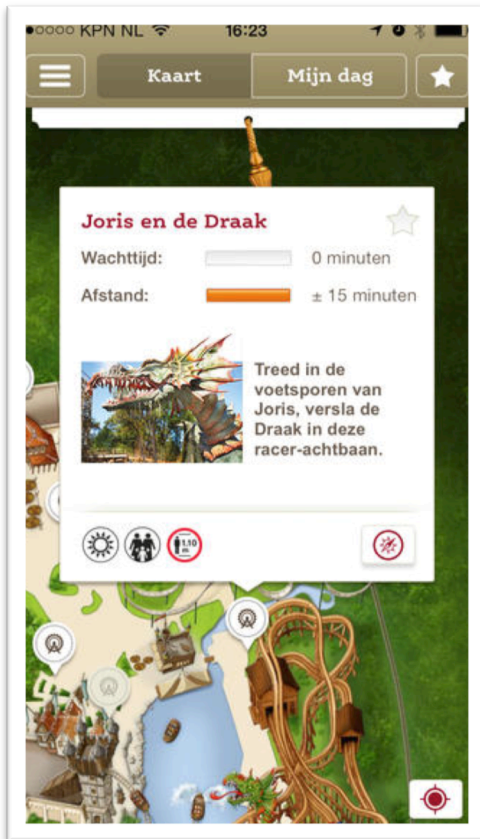 KPN NL 16:23
Kaart Mijn dag
Joris en de Draak
Wachttijd: 0 minuten
Afstand: ± 15 minuten
Treed in de
voetsporen van
Joris, versla de
Draak in deze
racer-achtbaan.
1.10
m